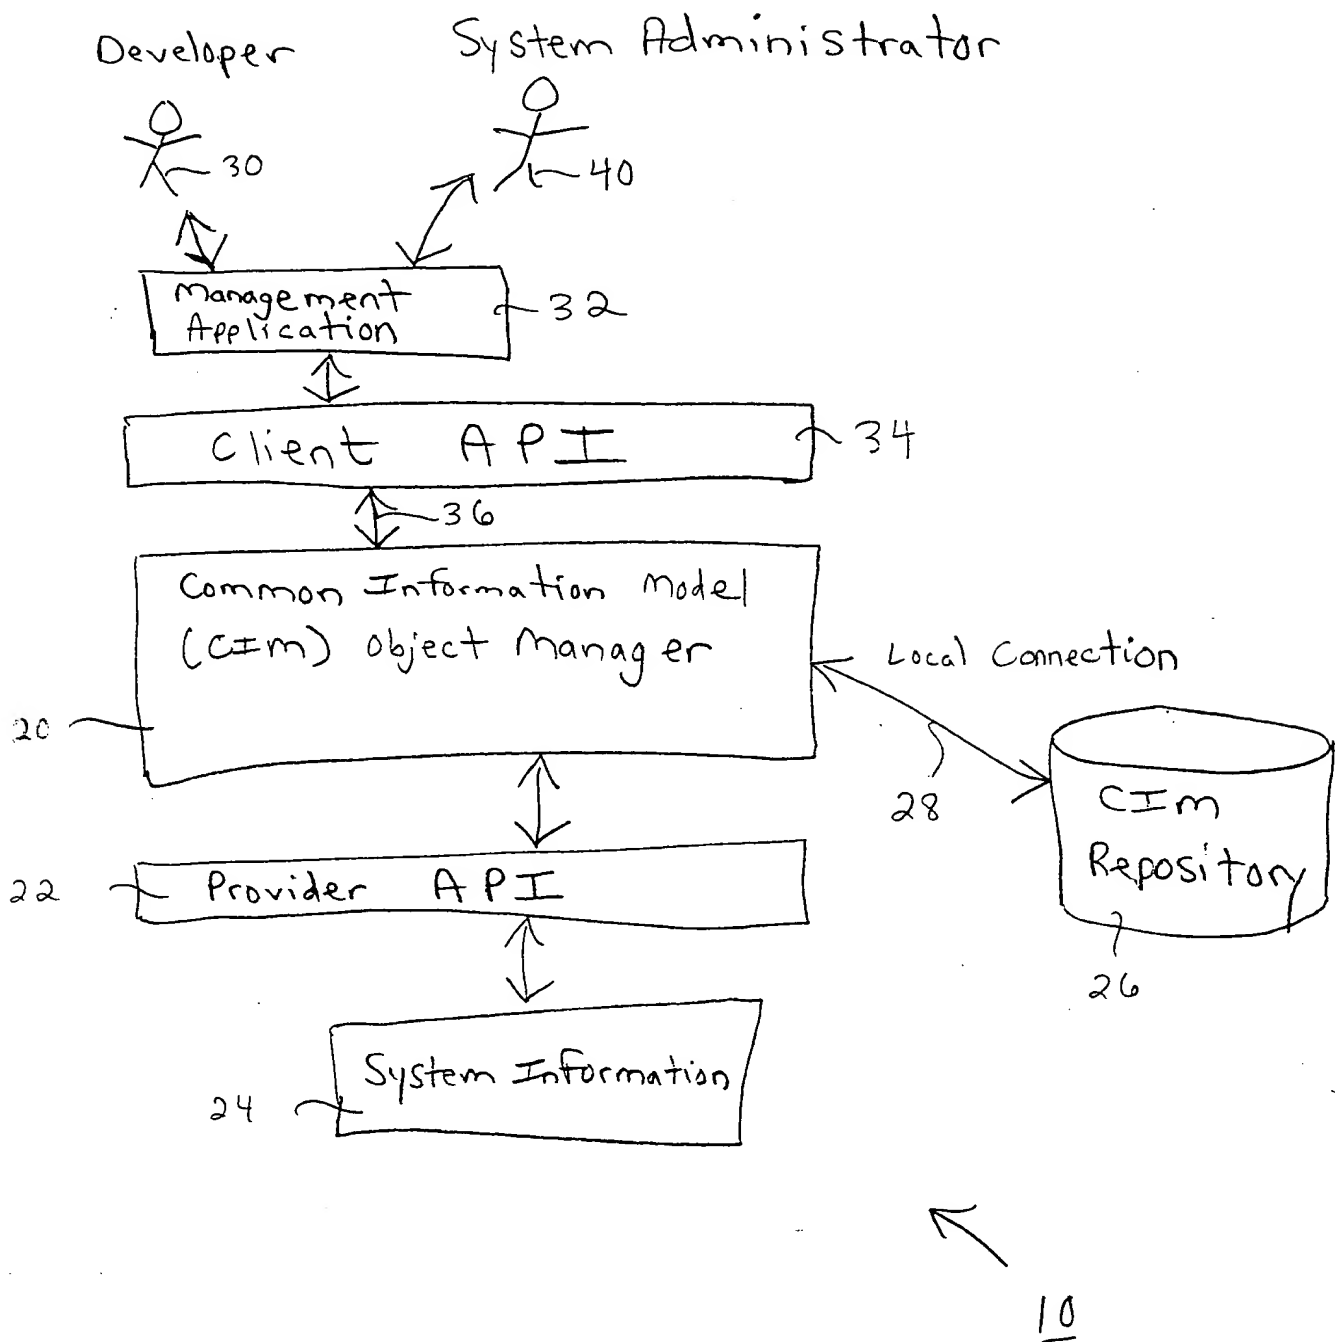 Developer
System Administrator
30
40
Management
Application
32
Client API
34
36
Common Information Model
(CIM) Object Manager
20
Local Connection
28
CIM
Repository
26
Provider API
22
System Information
24
10